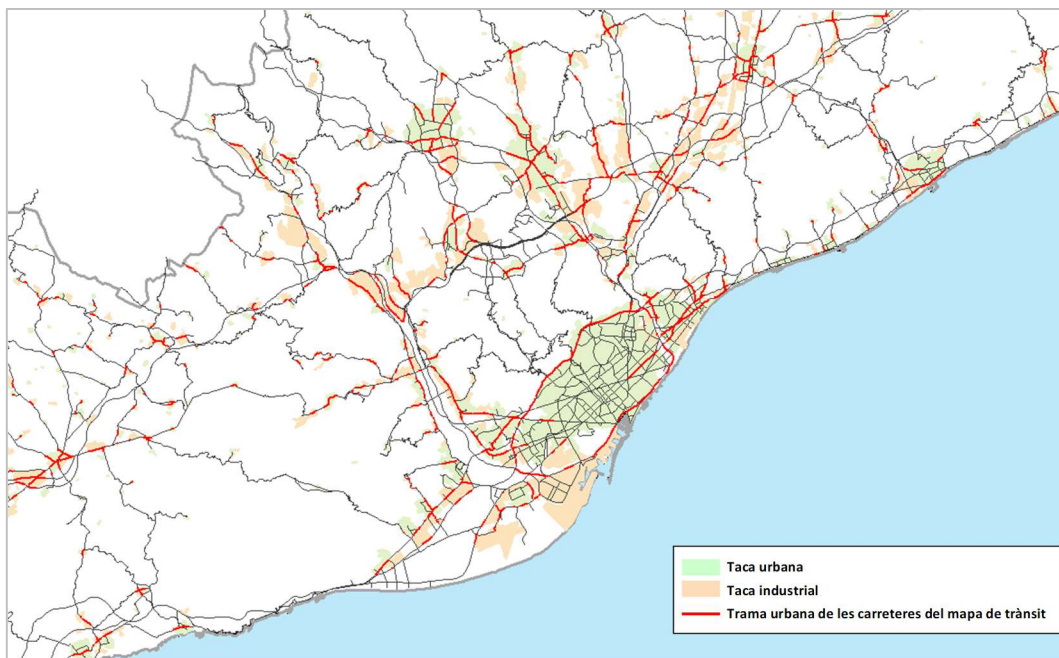 Taca urbana
Taca industrial
Trama urbana de les carreteres del mapa de trànsit